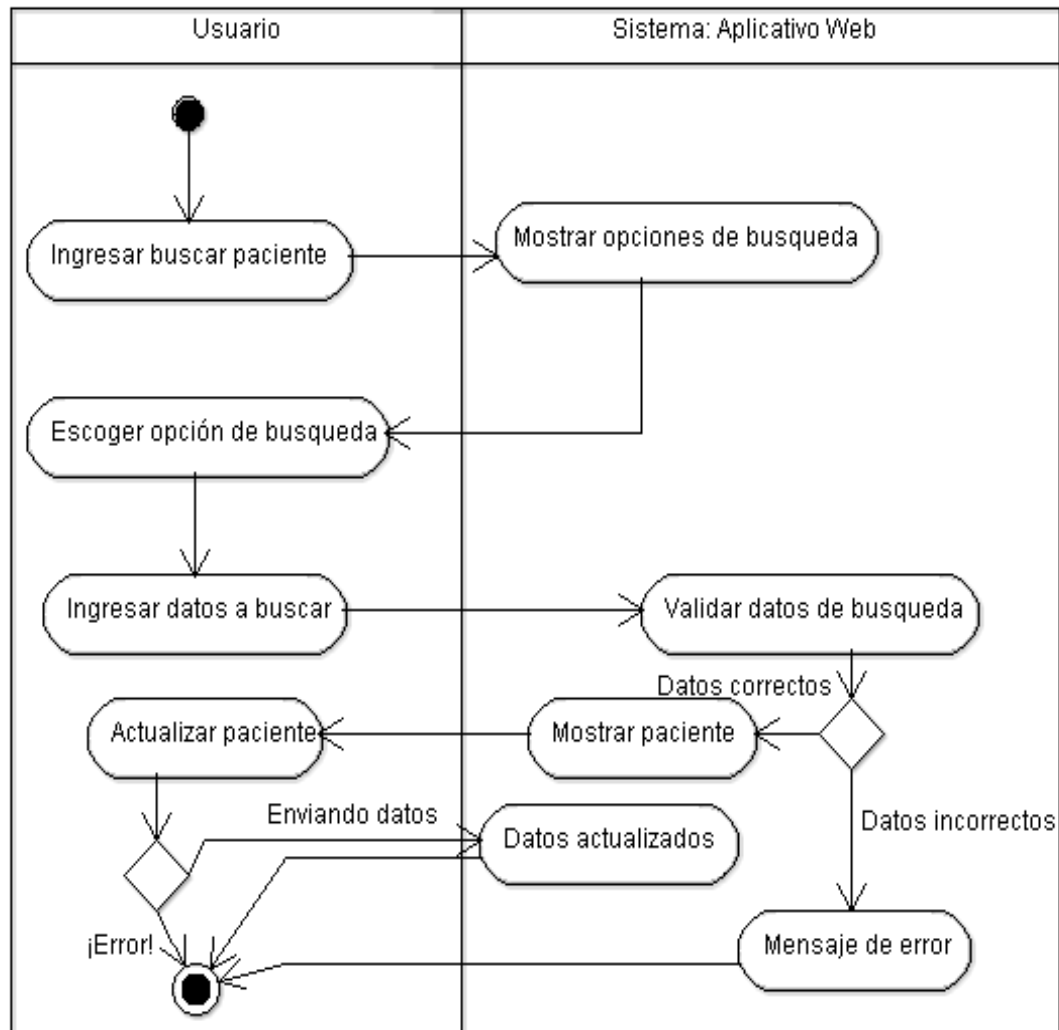 Usuario
Sistema: Aplicativo Web
Ingresar buscar paciente
Mostrar opciones de busqueda
Escoger opción de busqueda
Ingresar datos a buscar
Validar datos de busqueda
Datos correctos
Actualizar paciente
Mostrar paciente
Enviando datos
Datos actualizados
Datos incorrectos
¡Error!
Mensaje de error